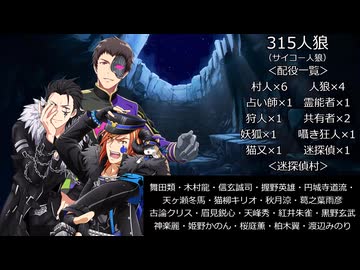 315人狼
(サイコー人狼)
<配役一覧>
村人×6 人狼×4
占い師×1 霊能者×1
狩人×1 共有者×2
妖狐×1 囁き狂人×1
猫又×1 迷探偵×1
<迷探偵村>
舞田類・木村龍・信玄誠司・握野英雄・円城寺道流・
天ヶ瀬冬馬・猫柳キリオ・秋月涼・葛之葉雨彦
古論クリス・眉見鋭心・天峰秀・紅井朱雀・黒野玄武
神楽麗・姫野かのん・桜庭薫・柏木翼・渡辺みのり